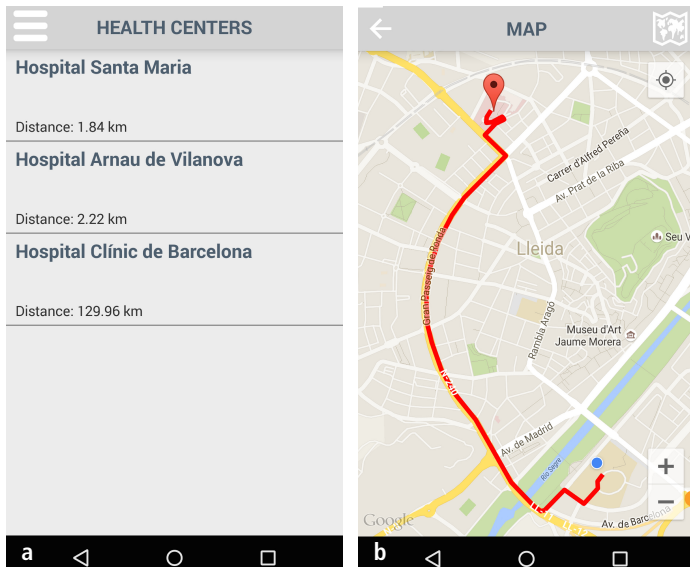 HEALTH CENTERS
Hospital Santa Maria
Distance: 1.84 km
Hospital Arnau de Vilanova
Distance: 2.22 km
Hospital Clínic de Barcelona
Distance: 129.96 km
a
MAP
Carrer d'Alfred Pereña
Av. Prat de la Riba
Seu V
Lleida
Gran Passeig de Ronda
Rambla Aragó
Museu d'Art
Jaume Morera
Av. de Madrid
Río Segre
+
−
Google
Av. de Barcelona
b